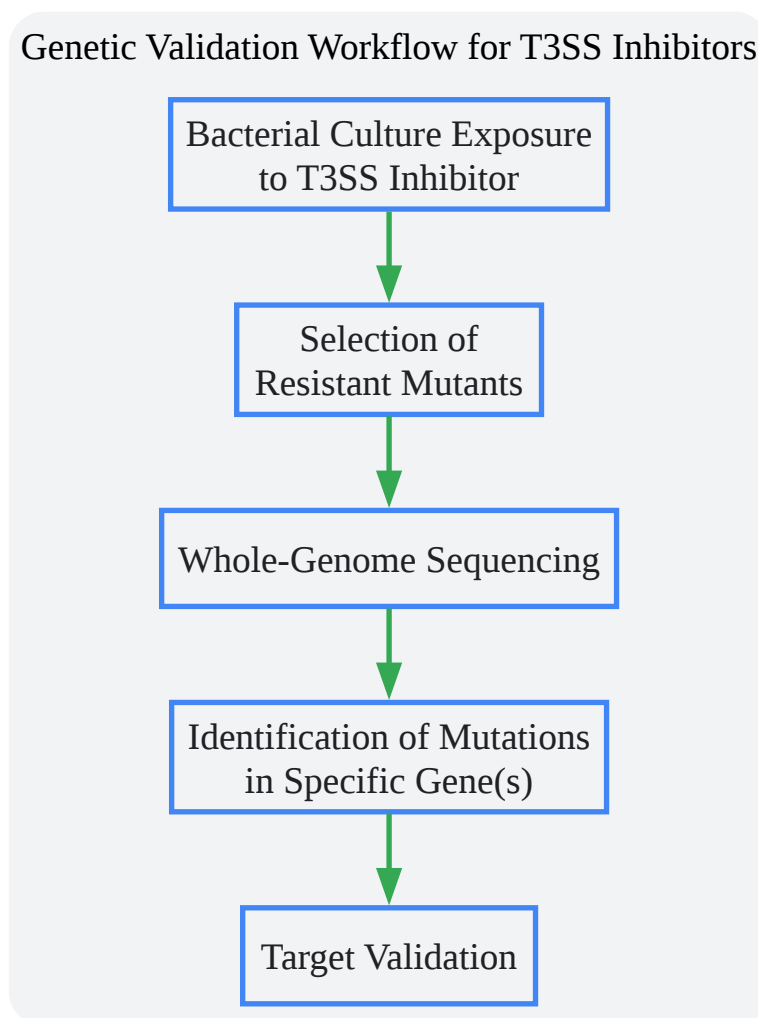 Genetic Validation Workflow for T3SS Inhibitors
Bacterial Culture Exposure
to T3SS Inhibitor
Selection of
Resistant Mutants
Whole-Genome Sequencing
Identification of Mutations
in Specific Gene(s)
Target Validation